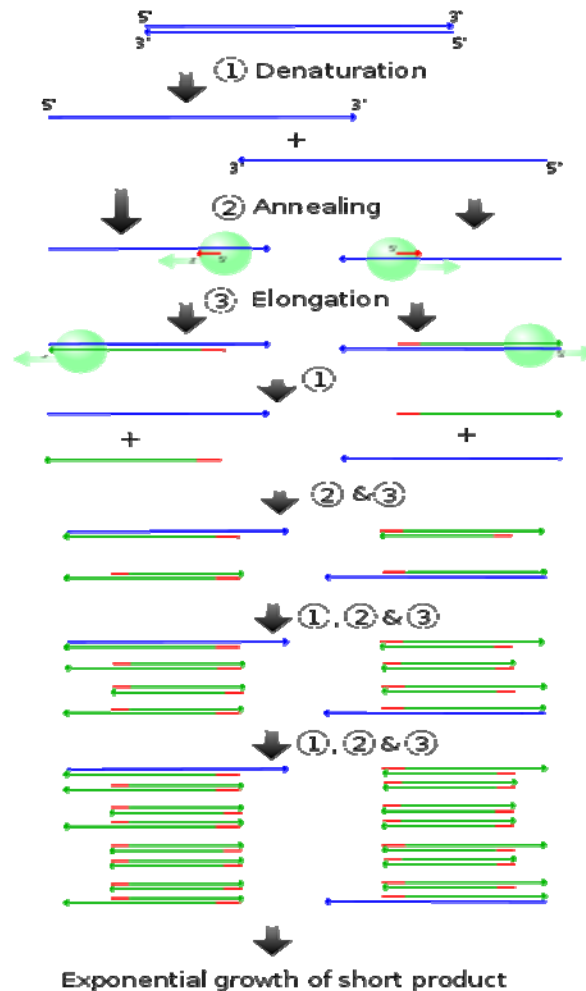 5' 3'
3' 5'
① Denaturation
5' 3'
+
3' 5'
② Annealing
5'
③ Elongation
①
+ +
② & ③
①, ② & ③
①, ② & ③
Exponential growth of short product